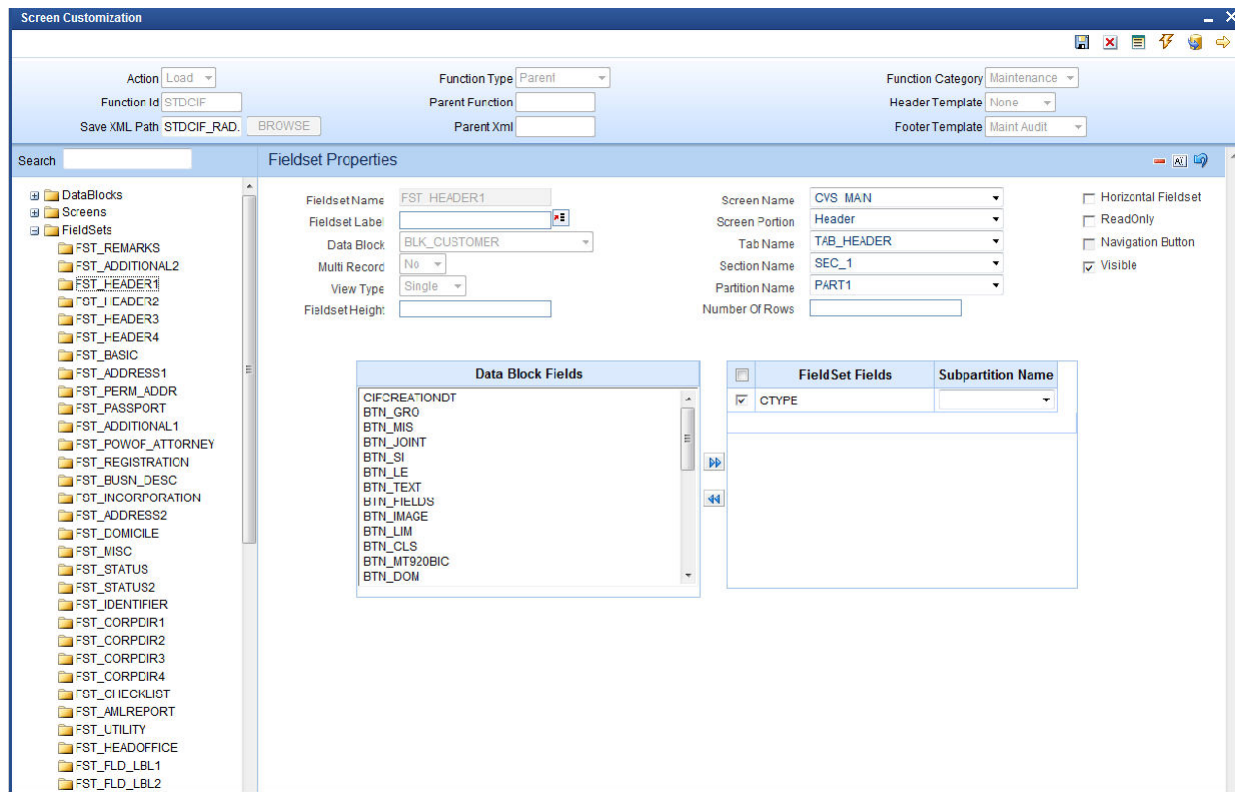 Screen Customization
Action Load
Function Type Parent
Function Category Maintenance
Function Id STDCIF
Parent Function
Header Template None
Save XML Path STDCIF_RAD. BROWSE
Parent Xml
Footer Template Maint Audit
Search
DataBlocks
Screens
FieldSets
FST_REMARKS
FST_ADDITIONAL2
FST_HEADER1
FST_HEADER2
FST_HEADER3
FST_HEADER4
FST_BASIC
FST_ADDRESS1
FST_PERM_ADDR
FST_PASSPORT
FST_ADDITIONAL1
FST_POWOF_ATTORNEY
FST_REGISTRATION
FST_BUSN_DESC
FST_INCORPORATION
FST_ADDRESS2
FST_DOMICILE
FST_MISC
FST_STATUS
FST_STATUS2
FST_IDENTIFIER
FST_CORPDIR1
FST_CORPDIR2
FST_CORPDIR3
FST_CORPDIR4
FST_CHECKLIST
FST_AMLREPORT
FST_UTILITY
FST_HEADOFFICE
FST_FLD_LBL1
FST_FLD_LBL2
Fieldset Properties
Fieldset Name FST_HEADER1
Fieldset Label
Data Block BLK_CUSTOMER
Multi Record No
View Type Single
Fieldset Height
Screen Name CVS_MAIN
Screen Portion Header
Tab Name TAB_HEADER
Section Name SEC_1
Partition Name PART1
Number Of Rows
Horizontal Fieldset
ReadOnly
Navigation Button
Visible
Data Block Fields
CIFCREATIONDT
BTN_GRO
BTN_MIS
BTN_JOINT
BTN_SI
BTN_LE
BTN_TEXT
BTN_FIELDS
BTN_IMAGE
BTN_LIM
BTN_CLS
BTN_MT920BIC
BTN_DOM
FieldSet Fields Subpartition Name
CTYPE